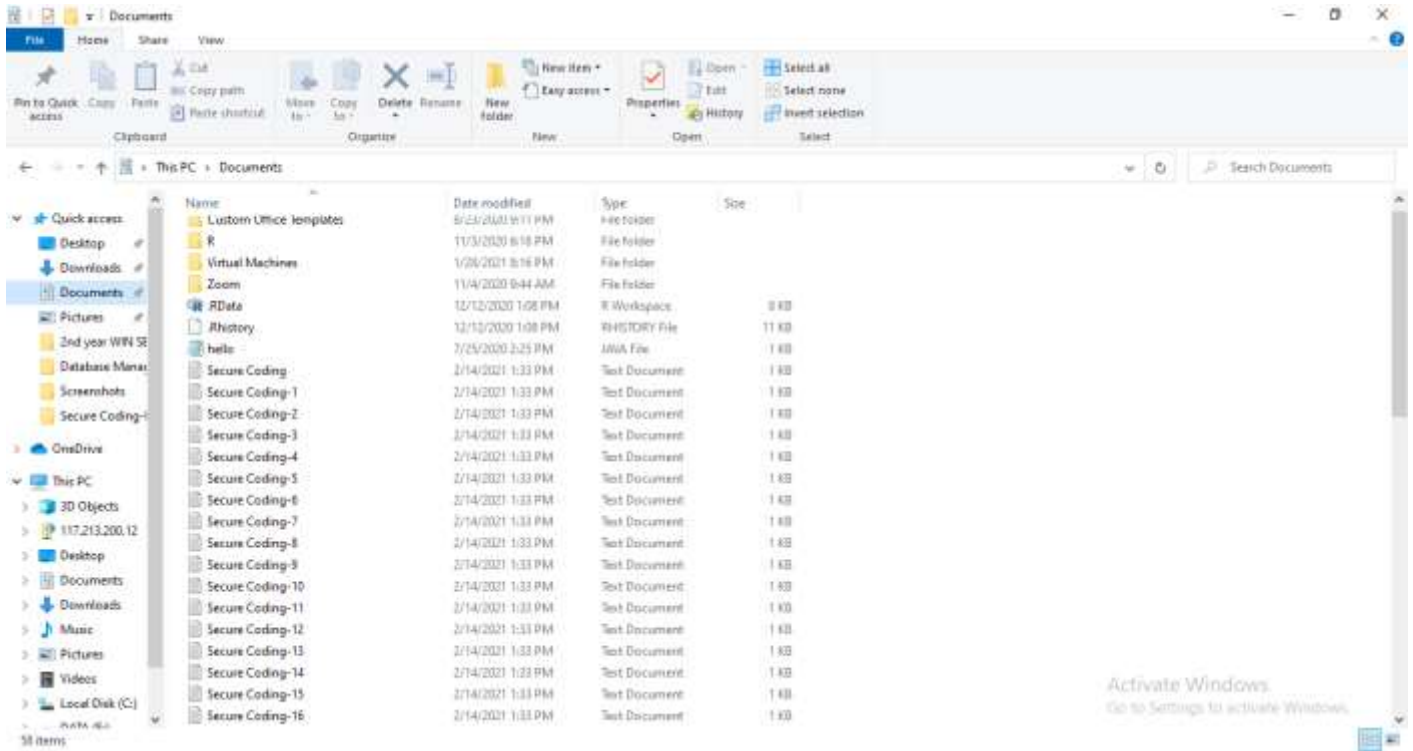 Documents
File Home Share View
Pin to Quick access Copy Paste Cut Copy path Paste shortcut Move to Copy to Delete Rename New folder New item Easy access Properties Open Edit History Select all Select none Invert selection
Clipboard Organize New Open Select
This PC Documents Search Documents
Name Date modified Type Size
Quick access
Desktop
Downloads
Documents
Pictures
2nd year WIN SE
Database Manag
Screenshots
Secure Coding-
OneDrive
This PC
3D Objects
117.213.200.12
Desktop
Documents
Downloads
Music
Pictures
Videos
Local Disk (C:)
Custom Office Templates 8/23/2020 9:11 PM File folder
R 11/3/2020 6:18 PM File folder
Virtual Machines 1/28/2021 8:16 PM File folder
Zoom 11/4/2020 9:44 AM File folder
.RData 12/12/2020 1:08 PM R Workspace 8 KB
.Rhistory 12/12/2020 1:08 PM RHISTORY File 11 KB
hello 7/25/2020 2:25 PM JAVA File 1 KB
Secure Coding 2/14/2021 1:33 PM Text Document 1 KB
Secure Coding-1 2/14/2021 1:33 PM Text Document 1 KB
Secure Coding-2 2/14/2021 1:33 PM Text Document 1 KB
Secure Coding-3 2/14/2021 1:33 PM Text Document 1 KB
Secure Coding-4 2/14/2021 1:33 PM Text Document 1 KB
Secure Coding-5 2/14/2021 1:33 PM Text Document 1 KB
Secure Coding-6 2/14/2021 1:33 PM Text Document 1 KB
Secure Coding-7 2/14/2021 1:33 PM Text Document 1 KB
Secure Coding-8 2/14/2021 1:33 PM Text Document 1 KB
Secure Coding-9 2/14/2021 1:33 PM Text Document 1 KB
Secure Coding-10 2/14/2021 1:33 PM Text Document 1 KB
Secure Coding-11 2/14/2021 1:33 PM Text Document 1 KB
Secure Coding-12 2/14/2021 1:33 PM Text Document 1 KB
Secure Coding-13 2/14/2021 1:33 PM Text Document 1 KB
Secure Coding-14 2/14/2021 1:33 PM Text Document 1 KB
Secure Coding-15 2/14/2021 1:33 PM Text Document 1 KB
Secure Coding-16 2/14/2021 1:33 PM Text Document 1 KB
Activate Windows
Go to Settings to activate Windows.
58 items